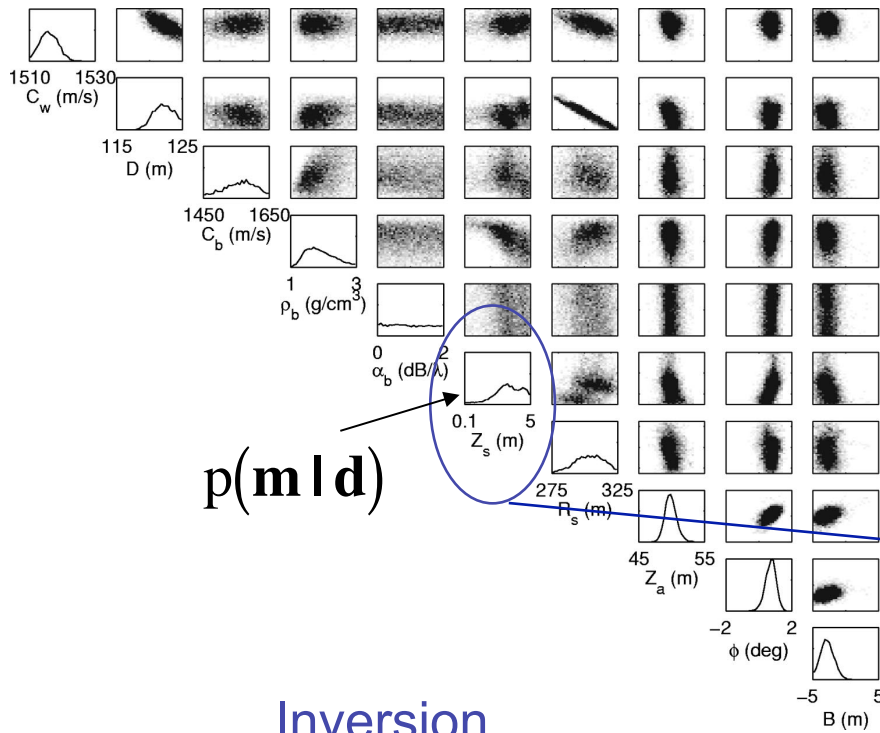 1510 1530
C_w (m/s)
115 125
D (m)
1450 1650
C_b (m/s)
1 3
ρ_b (g/cm³)
0 2
α_b (dB/λ)
0.1 5
Z_s (m)
p(m|d)
275 325
R_s (m)
45 55
Z_a (m)
−2 2
ϕ (deg)
−5 5
B (m)
Inversion